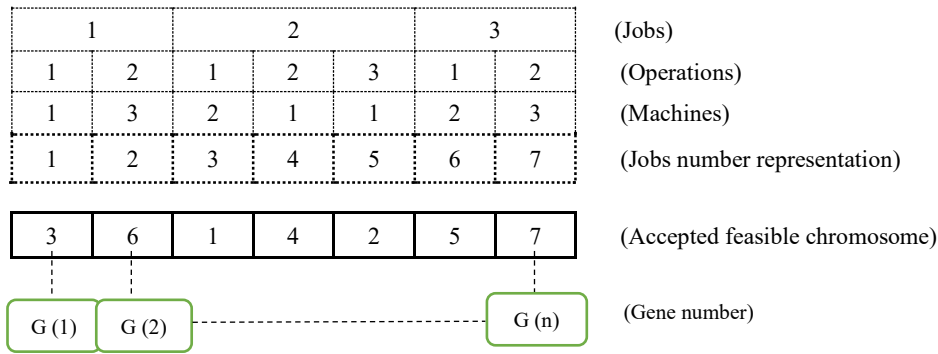 1 2 3 (Jobs)
1 2 1 2 3 1 2 (Operations)
1 3 2 1 1 2 3 (Machines)
1 2 3 4 5 6 7 (Jobs number representation)
3 6 1 4 2 5 7 (Accepted feasible chromosome)
G (1) G (2) G (n) (Gene number)